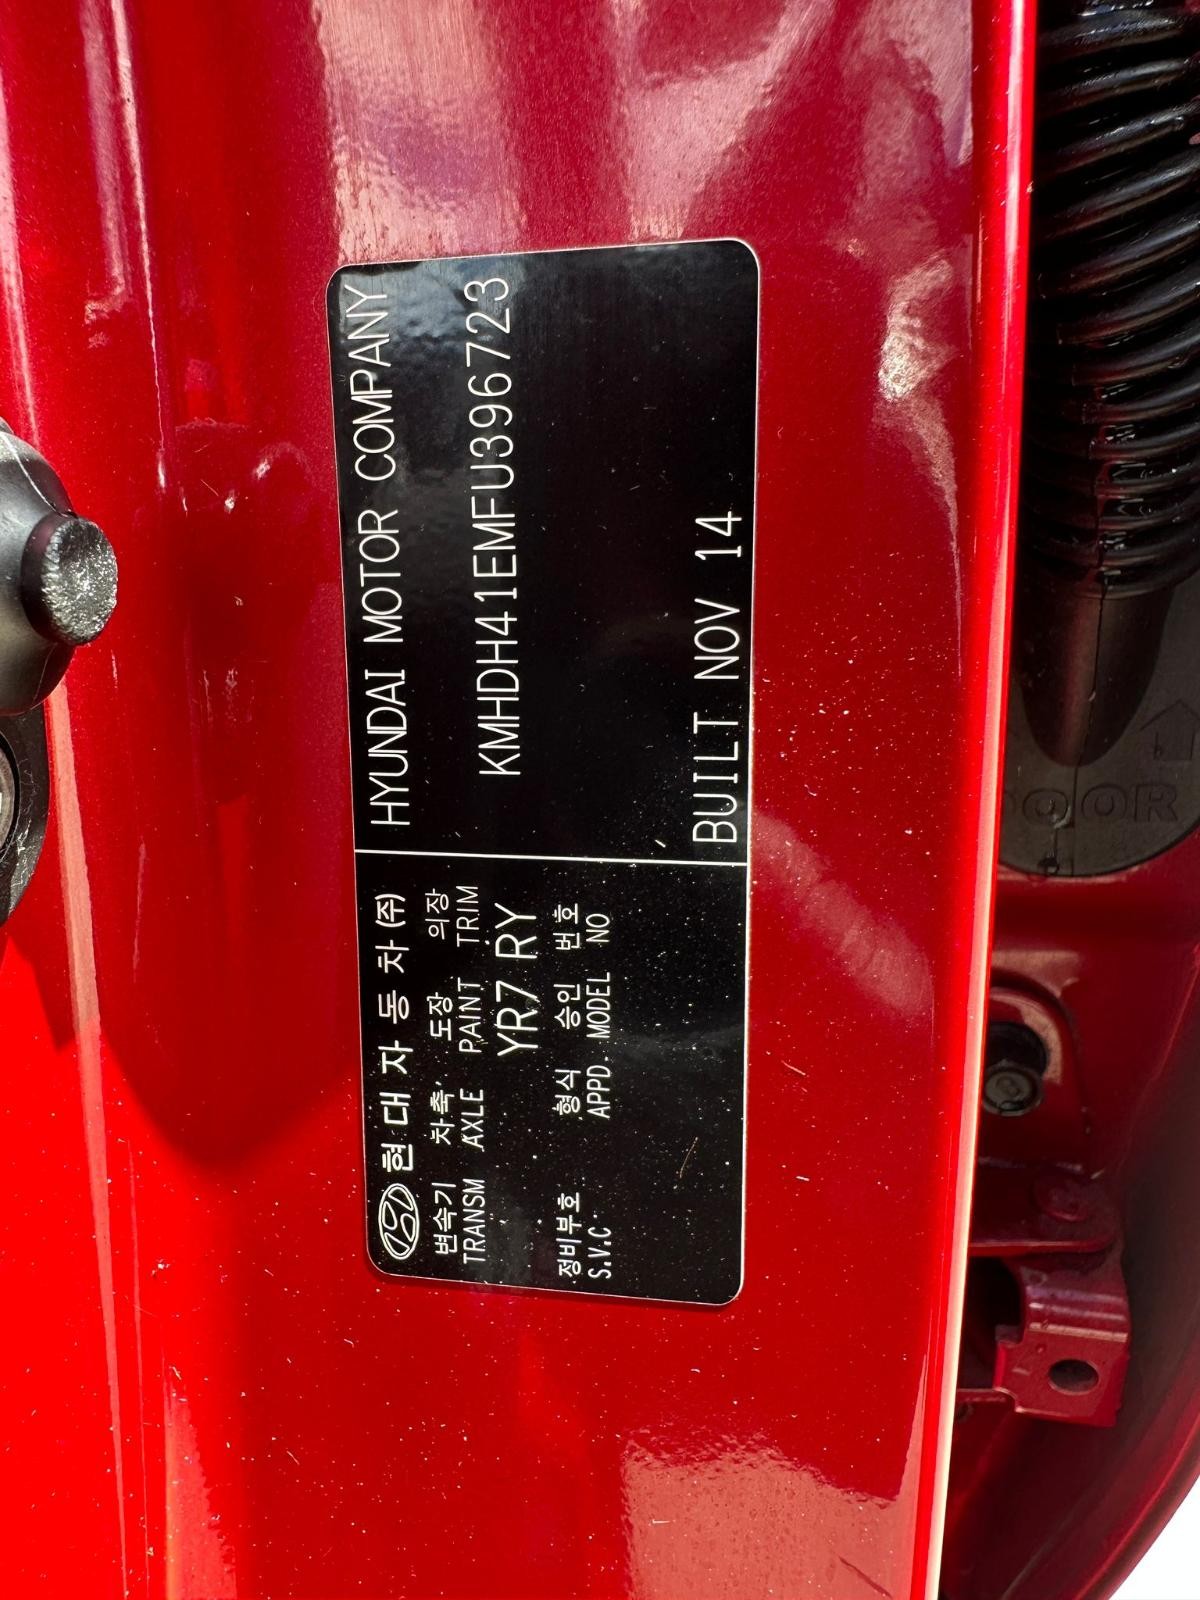 현대자동차(주)
HYUNDAI MOTOR COMPANY
변속기 차축 도장 의장
TRANSM AXLE PAINT TRIM
KMHDH41EMFU396723
YR7 RY
정비부호 형식 승인 번호
S.V.C APPD. MODEL NO
BUILT NOV 14
DOOR